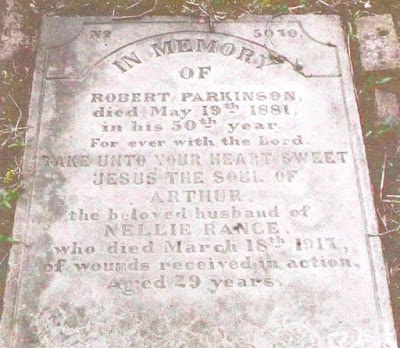 No 5070.
IN MEMORY
OF
ROBERT PARKINSON,
died May 19th 1881
in his 50th year.
For ever with the Lord.
TAKE UNTO YOUR HEART SWEET
JESUS THE SOUL OF
ARTHUR.
the beloved husband of
NELLIE RANCE.
who died March 18th 1917,
of wounds received in action.
Aged 29 years.